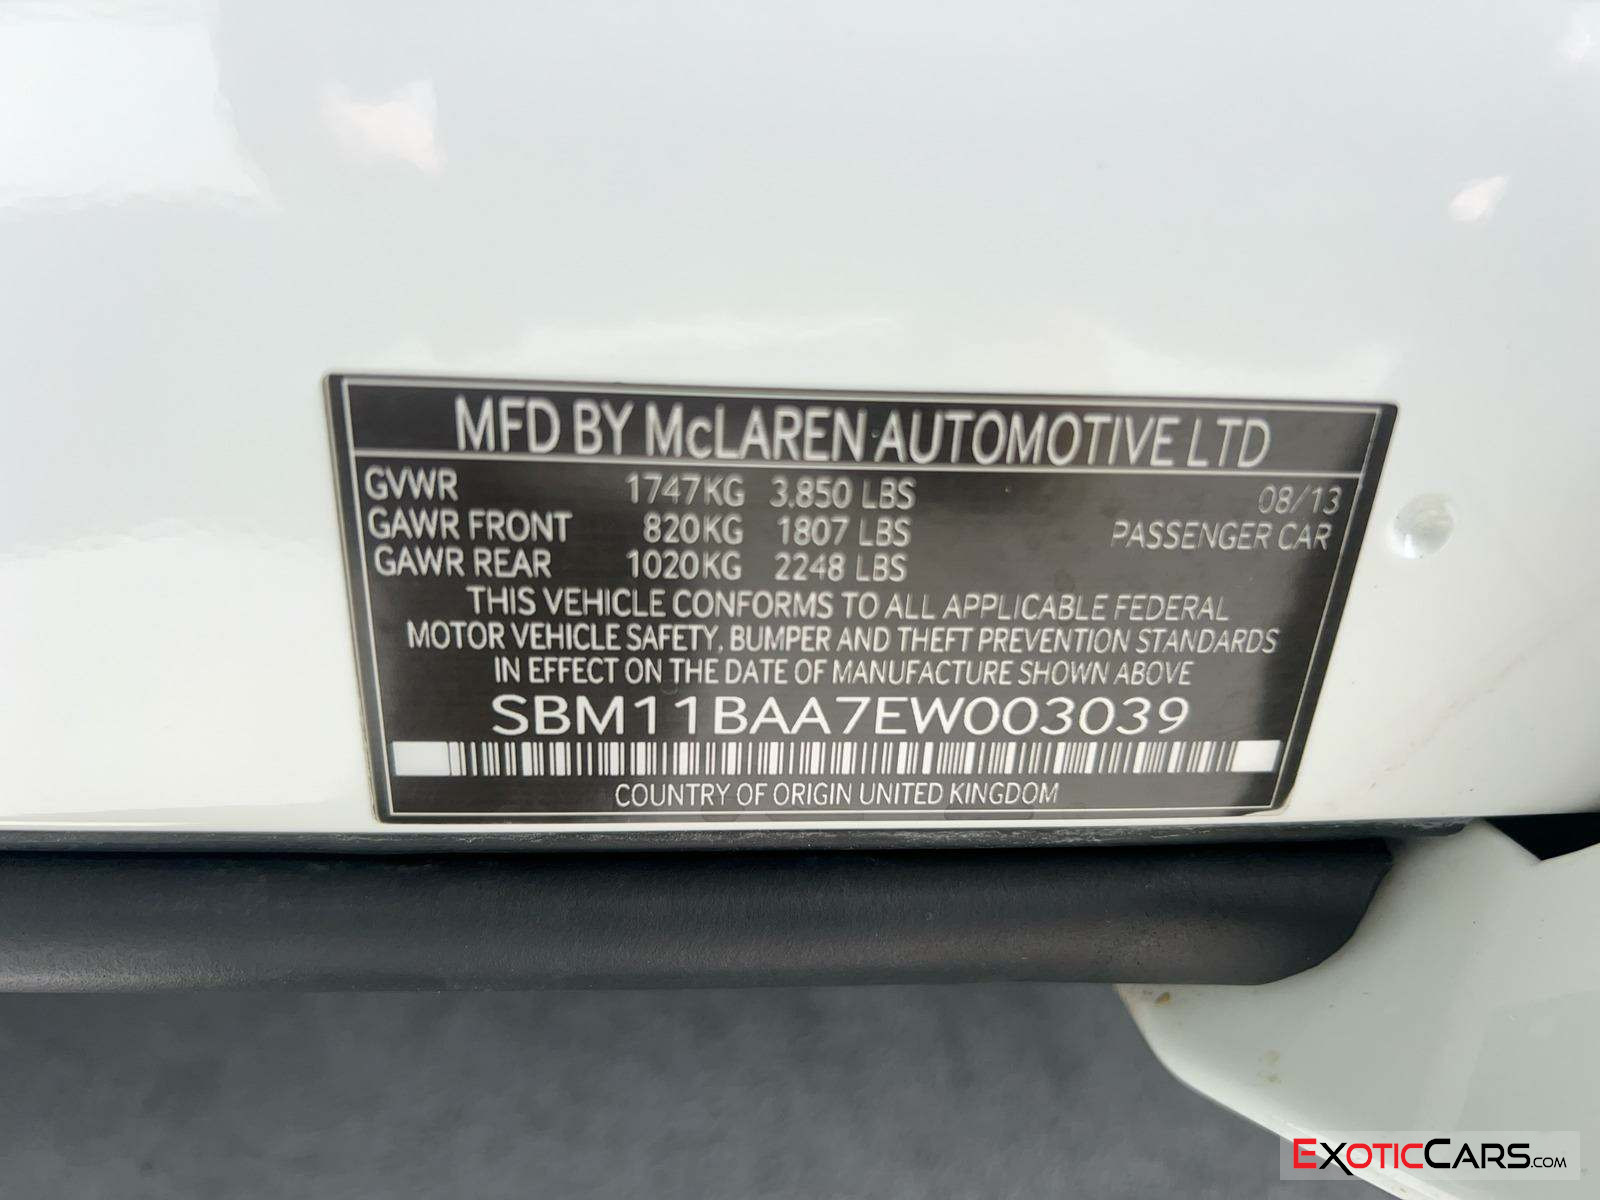 MFD BY McLAREN AUTOMOTIVE LTD
GVWR 1747KG 3,850 LBS 08/13
GAWR FRONT 820KG 1807 LBS PASSENGER CAR
GAWR REAR 1020KG 2248 LBS
THIS VEHICLE CONFORMS TO ALL APPLICABLE FEDERAL
MOTOR VEHICLE SAFETY, BUMPER AND THEFT PREVENTION STANDARDS
IN EFFECT ON THE DATE OF MANUFACTURE SHOWN ABOVE
SBM11BAA7EW003039
COUNTRY OF ORIGIN UNITED KINGDOM
EXOTICCARS.COM